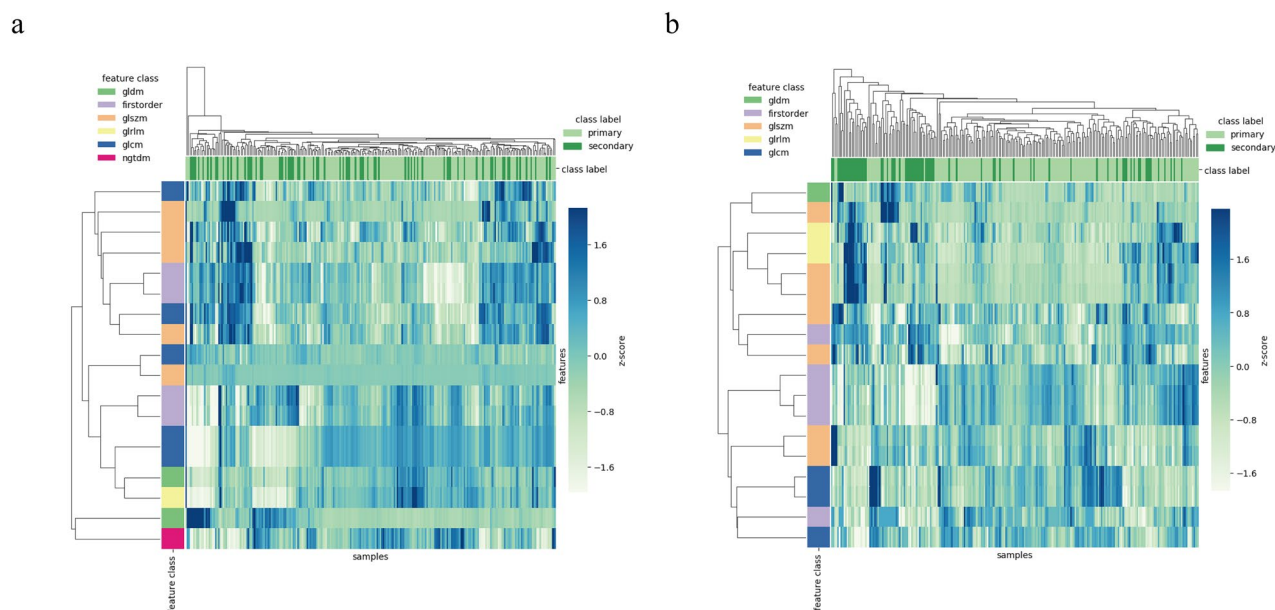 a
feature class
gldm
firstorder
glszm
glrlm
glcm
ngtdm
class label
primary
secondary
class label
1.6
0.8
0.0
−0.8
−1.6
z-score
features
samples
feature class
b
feature class
gldm
firstorder
glszm
glrlm
glcm
class label
primary
secondary
class label
1.6
0.8
0.0
−0.8
−1.6
z-score
features
samples
feature class